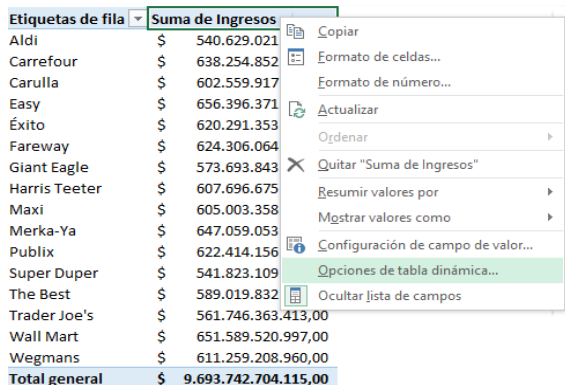 Etiquetas de fila Suma de Ingresos
Aldi $ 540.629.021
Carrefour $ 638.254.852
Carulla $ 602.559.917
Easy $ 656.396.371
Éxito $ 620.291.353
Fareway $ 624.306.064
Giant Eagle $ 573.693.843
Harris Teeter $ 607.696.675
Maxi $ 605.003.358
Merka-Ya $ 647.059.053
Publix $ 622.414.156
Super Duper $ 541.823.109
The Best $ 589.019.832
Trader Joe's $ 561.746.363.413,00
Wall Mart $ 651.589.520.997,00
Wegmans $ 611.259.208.960,00
Total general $ 9.693.742.704.115,00
Copiar
Formato de celdas...
Formato de número...
Actualizar
Ordenar
Quitar "Suma de Ingresos"
Resumir valores por
Mostrar valores como
Configuración de campo de valor...
Opciones de tabla dinámica...
Ocultar lista de campos